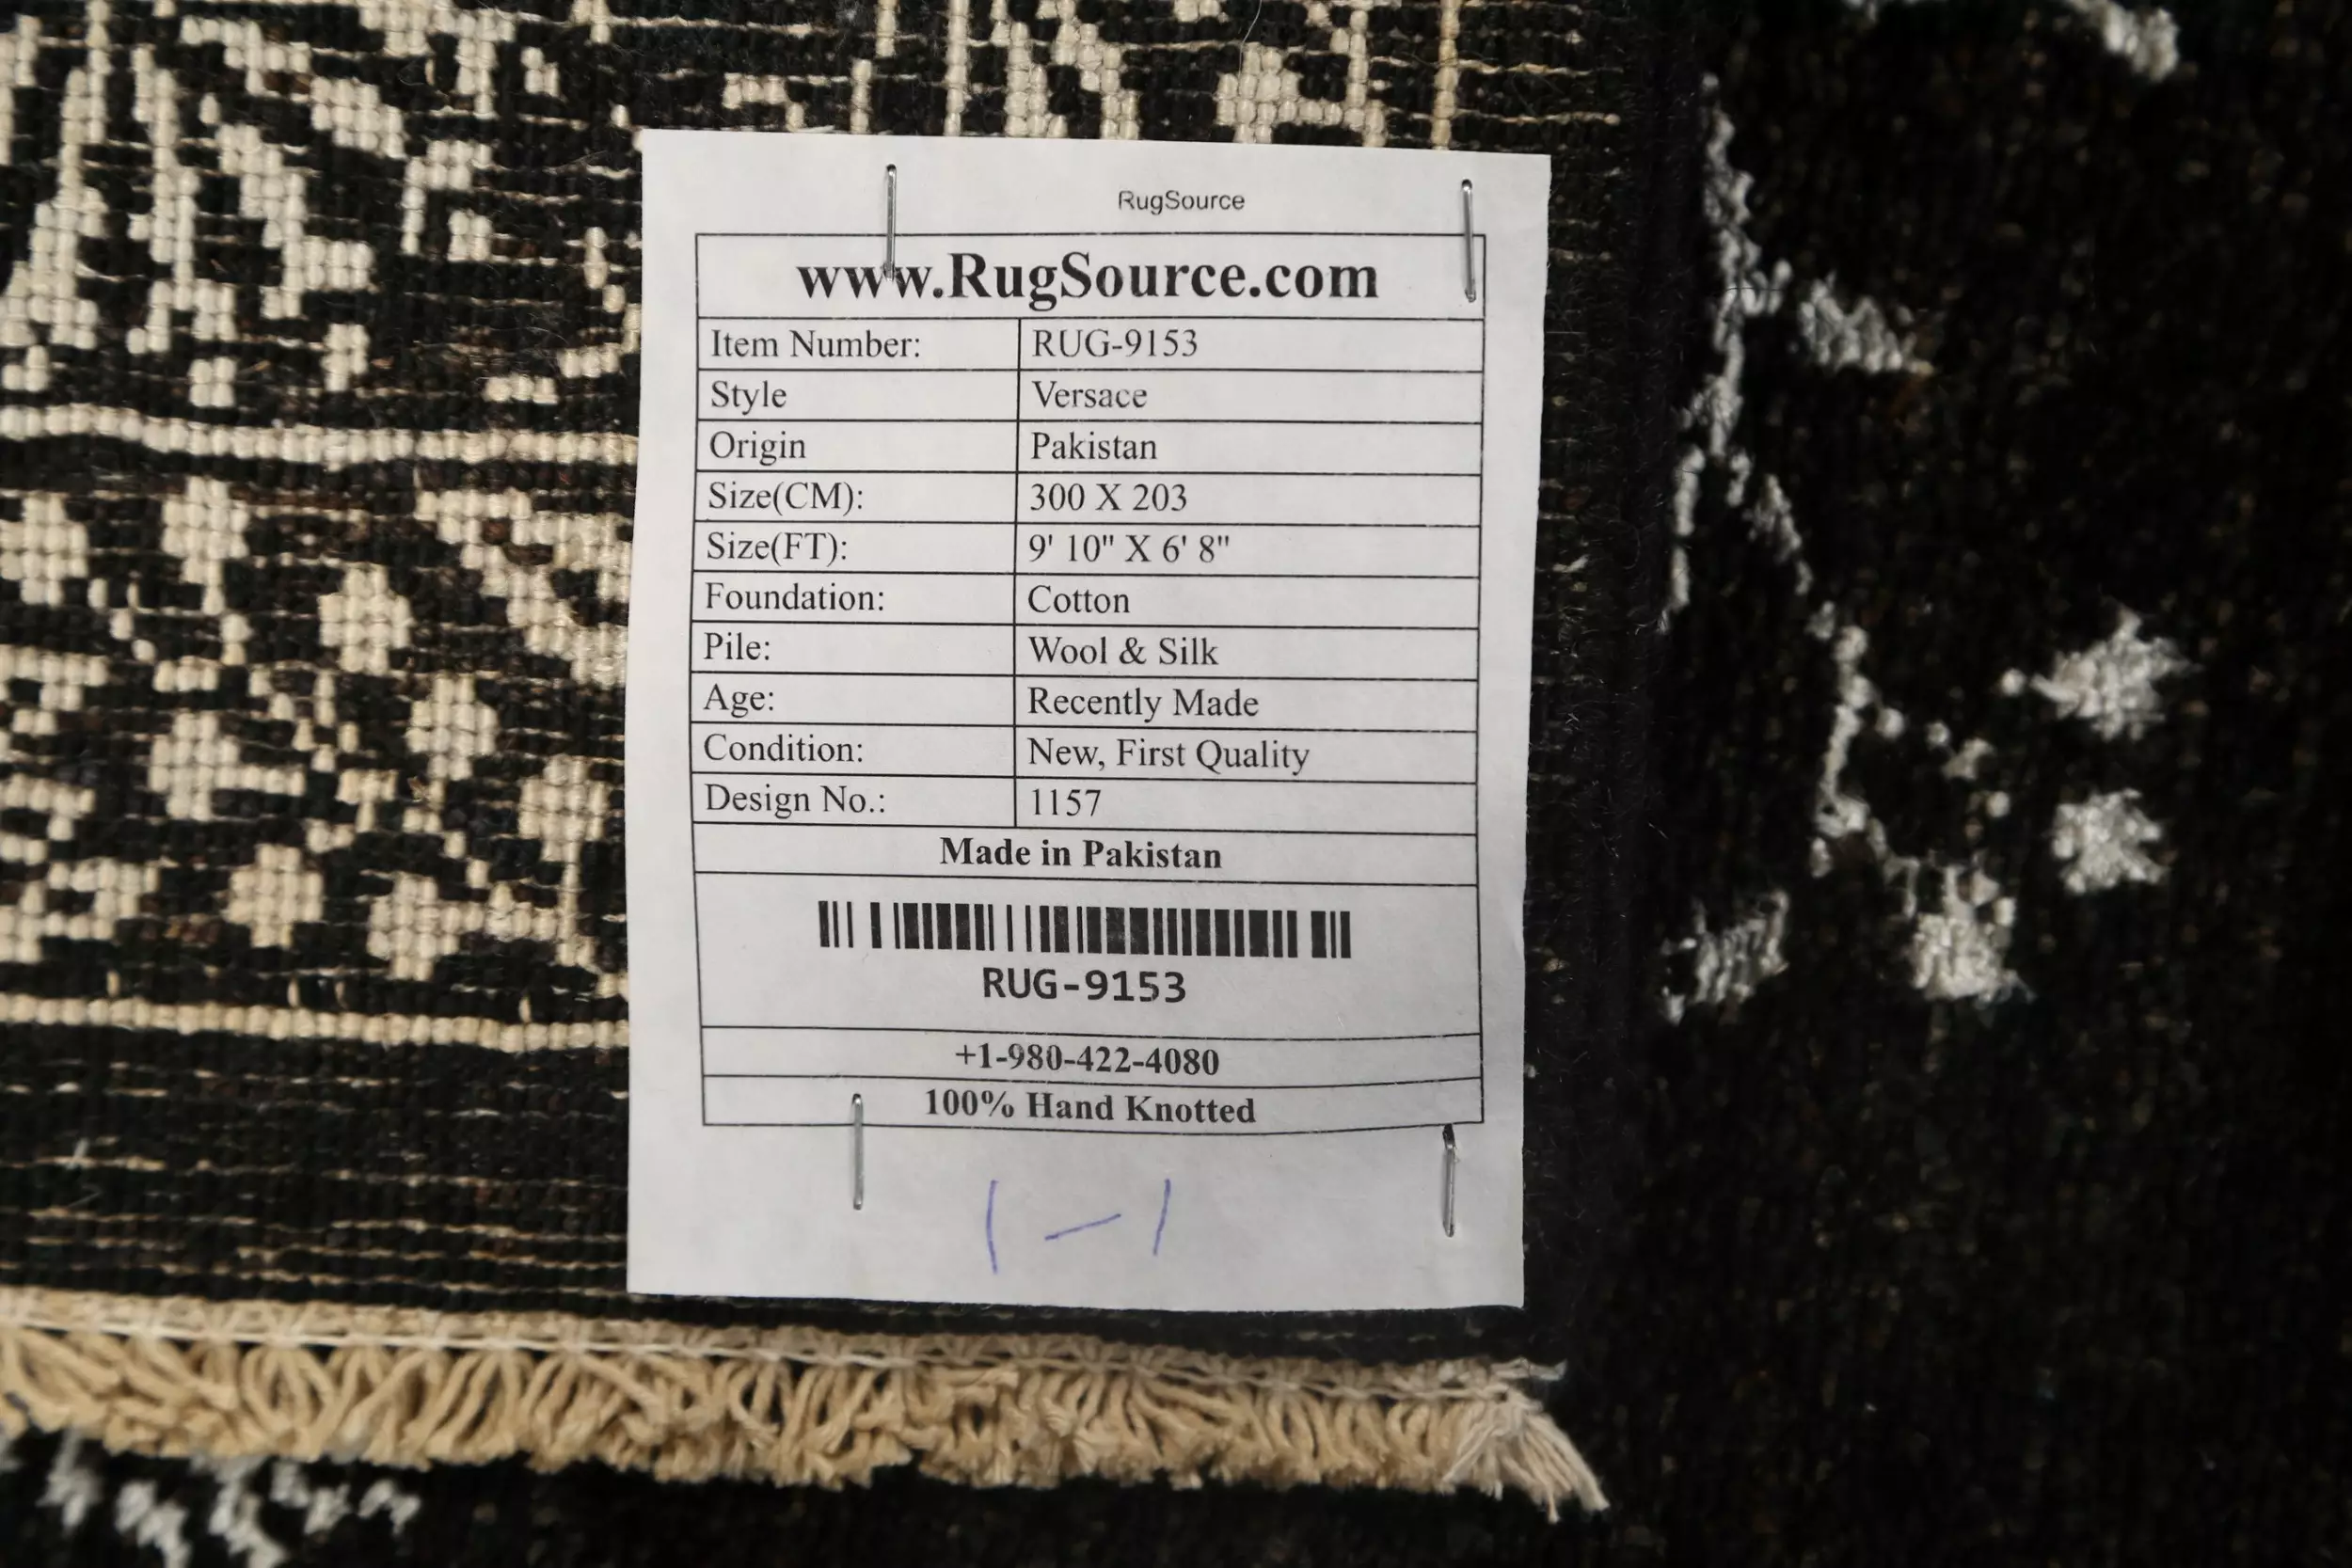 RugSource
www.RugSource.com
Item Number: RUG-9153
Style Versace
Origin Pakistan
Size(CM): 300 X 203
Size(FT): 9' 10" X 6' 8"
Foundation: Cotton
Pile: Wool & Silk
Age: Recently Made
Condition: New, First Quality
Design No.: 1157
Made in Pakistan
RUG-9153
+1-980-422-4080
100% Hand Knotted
1-1